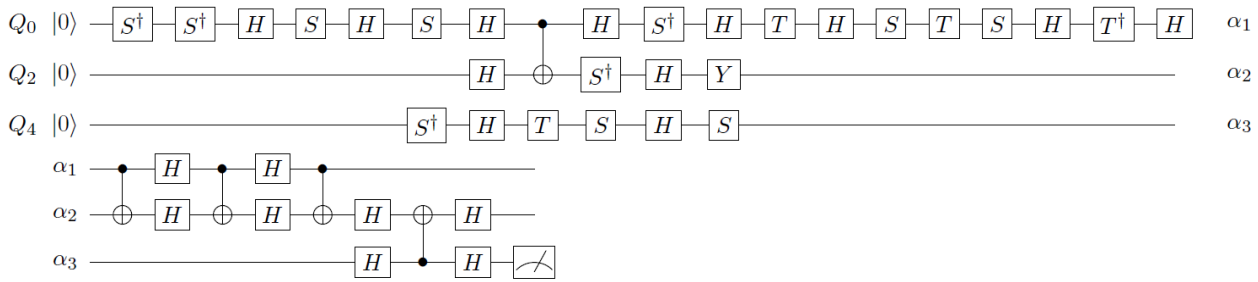 Q₀ |0⟩ S† S† H S H S H H S† H T H S T S H T† H α₁
Q₂ |0⟩ H S† H Y α₂
Q₄ |0⟩ S† H T S H S α₃
α₁ H H
α₂ H H H H
α₃ H H